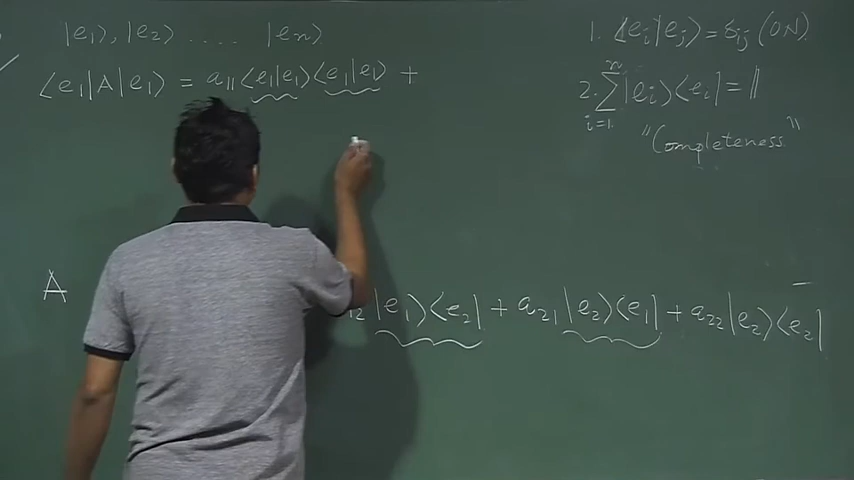 |e₁⟩, |e₂⟩ .... |eₙ⟩
⟨e₁|A|e₁⟩ = a₁₁⟨e₁|e₁⟩⟨e₁|e₁⟩ +
1. ⟨eᵢ|eⱼ⟩ = δᵢⱼ (ON)
2. ∑ᵢ₌₁ⁿ |eᵢ⟩⟨eᵢ| = 𝟙
"Completeness"
A ₁₂|e₁⟩⟨e₂| + a₂₁|e₂⟩⟨e₁| + a₂₂|e₂⟩⟨e₂|